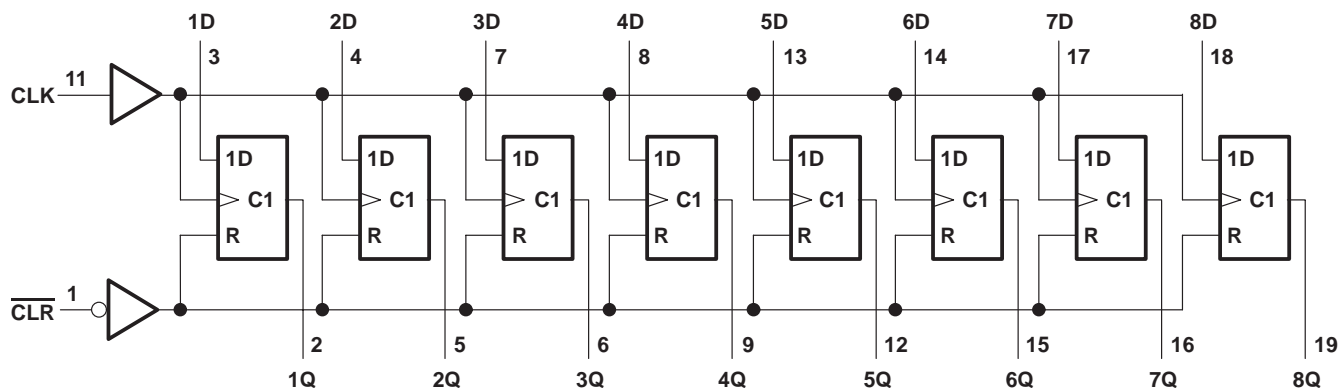 1D 2D 3D 4D 5D 6D 7D 8D
3 4 7 8 13 14 17 18
CLK 11
1D 1D 1D 1D 1D 1D 1D 1D
C1 C1 C1 C1 C1 C1 C1 C1
R R R R R R R R
C̅L̅R̅ 1
2 5 6 9 12 15 16 19
1Q 2Q 3Q 4Q 5Q 6Q 7Q 8Q